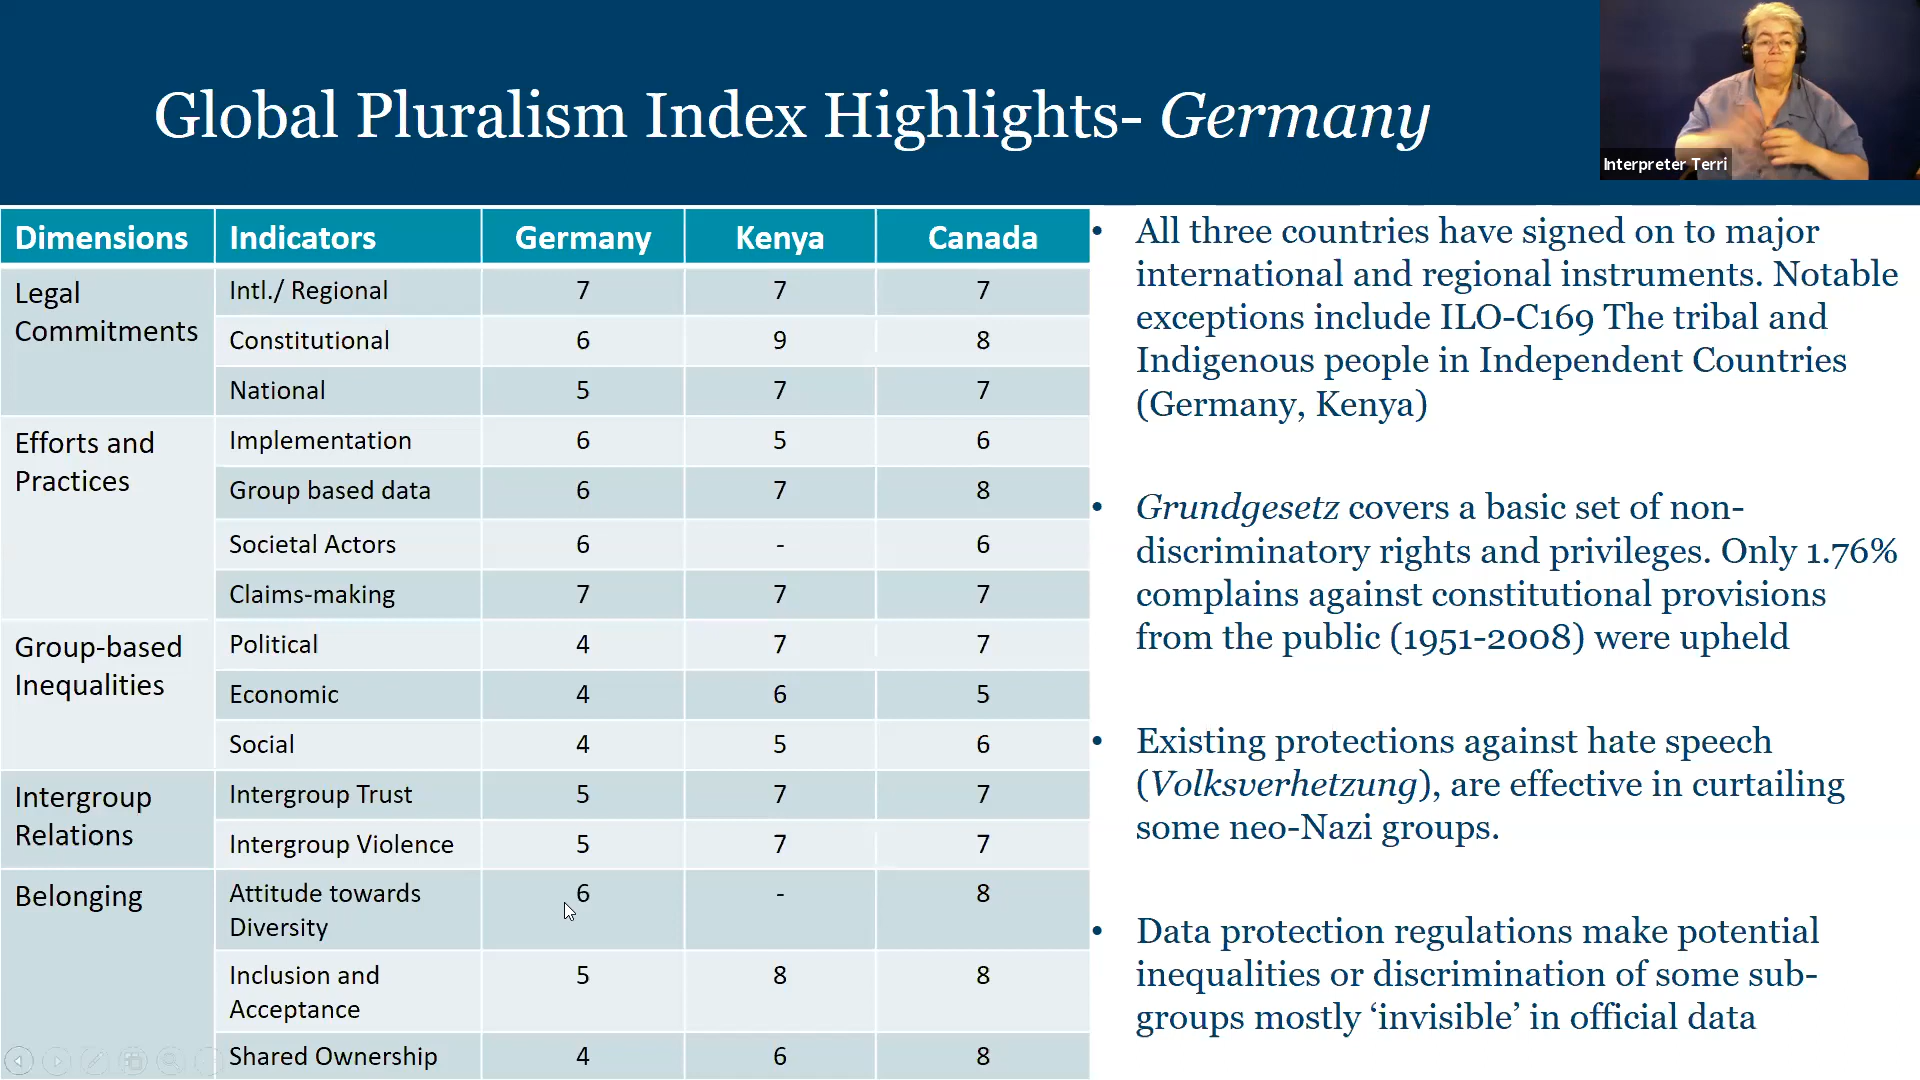 Global Pluralism Index Highlights- Germany
Interpreter Terri
Dimensions Indicators Germany Kenya Canada
Legal Commitments Intl./ Regional 7 7 7
Constitutional 6 9 8
National 5 7 7
Efforts and Practices Implementation 6 5 6
Group based data 6 7 8
Societal Actors 6 - 6
Claims-making 7 7 7
Group-based Inequalities Political 4 7 7
Economic 4 6 5
Social 4 5 6
Intergroup Relations Intergroup Trust 5 7 7
Intergroup Violence 5 7 7
Belonging Attitude towards Diversity 6 - 8
Inclusion and Acceptance 5 8 8
Shared Ownership 4 6 8
• All three countries have signed on to major
international and regional instruments. Notable
exceptions include ILO-C169 The tribal and
Indigenous people in Independent Countries
(Germany, Kenya)
• Grundgesetz covers a basic set of non-
discriminatory rights and privileges. Only 1.76%
complains against constitutional provisions
from the public (1951-2008) were upheld
• Existing protections against hate speech
(Volksverhetzung), are effective in curtailing
some neo-Nazi groups.
• Data protection regulations make potential
inequalities or discrimination of some sub-
groups mostly ‘invisible’ in official data